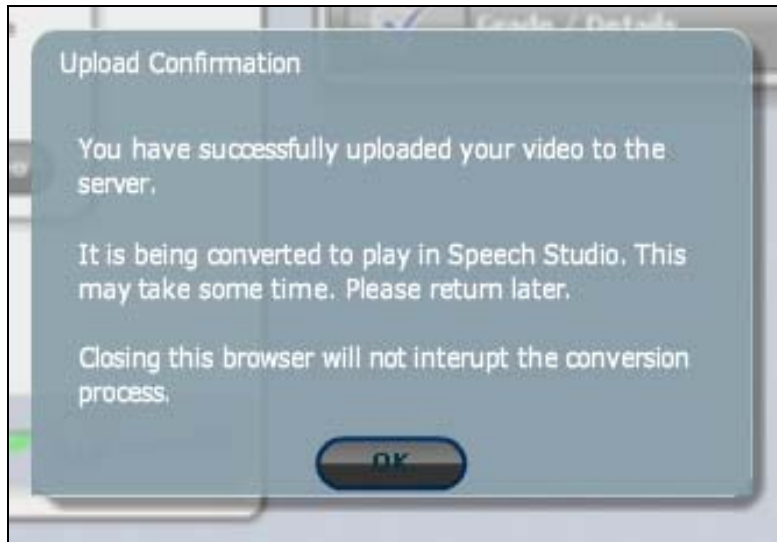 Grade / Details
Upload Confirmation
You have successfully uploaded your video to the
server.
It is being converted to play in Speech Studio. This
may take some time. Please return later.
Closing this browser will not interupt the conversion
process.
OK